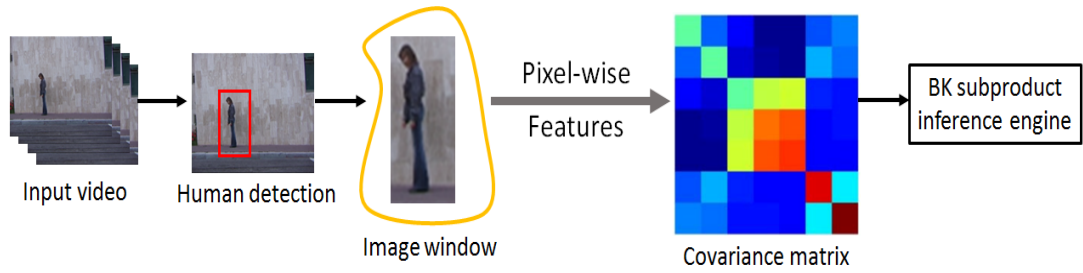 Input video
Human detection
Image window
Pixel-wise
Features
Covariance matrix
BK subproduct
inference engine